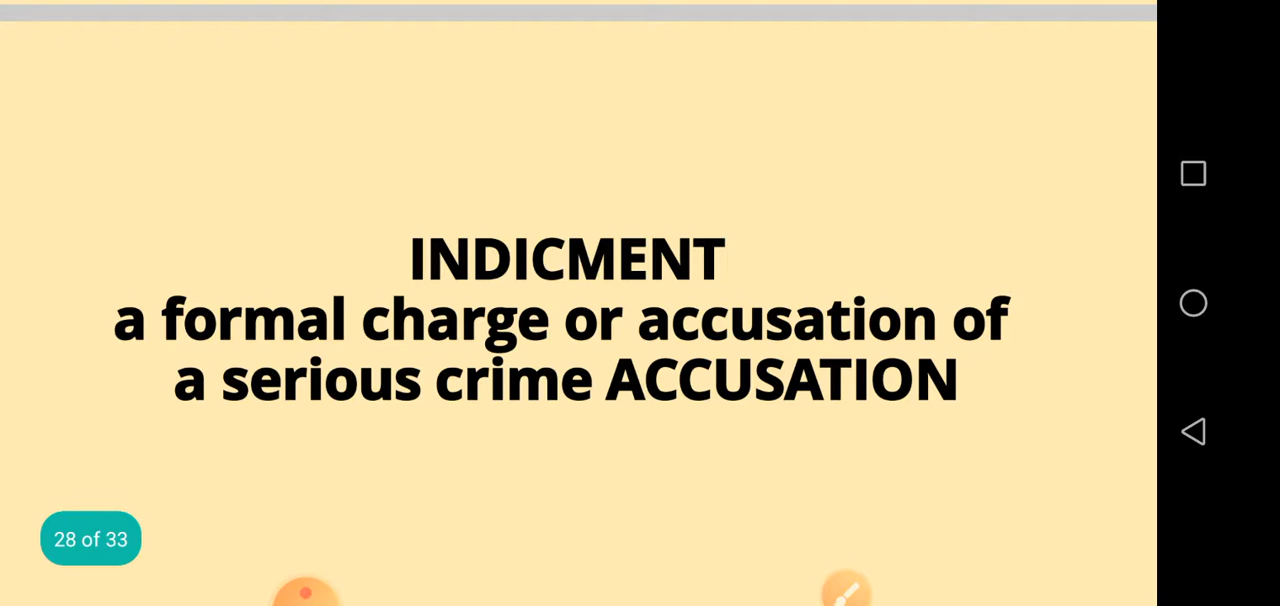 INDICMENT
a formal charge or accusation of
a serious crime ACCUSATION
28 of 33